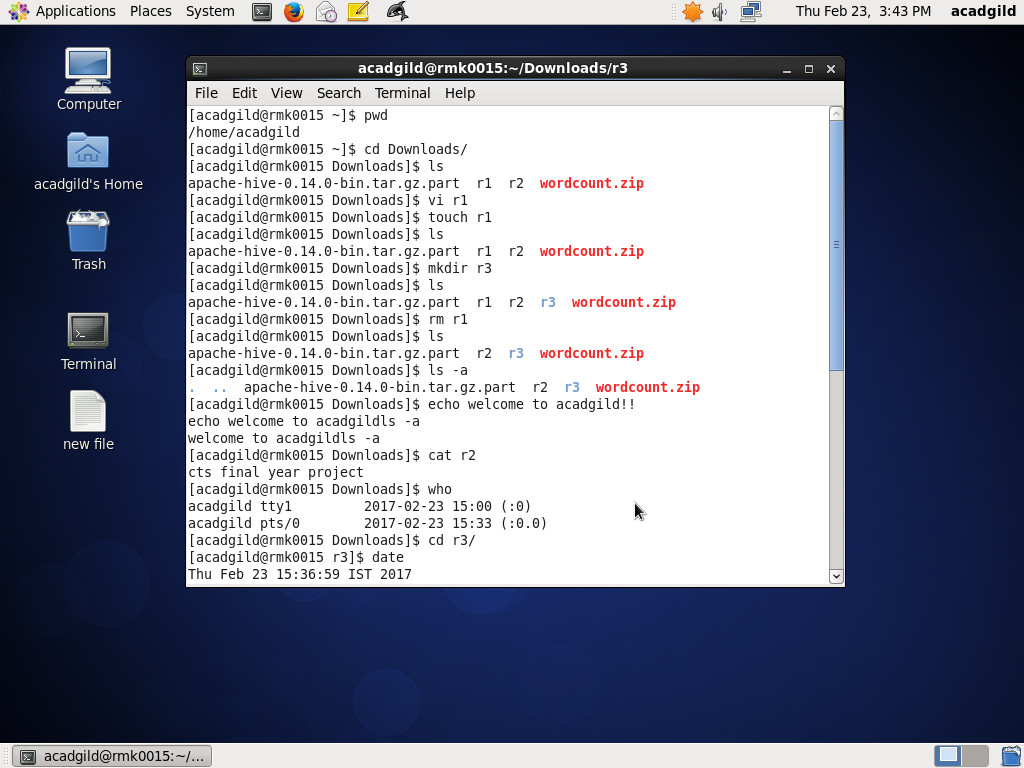 Applications Places System Thu Feb 23, 3:43 PM acadgild
Computer
acadgild's Home
Trash
Terminal
new file
acadgild@rmk0015:~/Downloads/r3
File Edit View Search Terminal Help
[acadgild@rmk0015 ~]$ pwd
/home/acadgild
[acadgild@rmk0015 ~]$ cd Downloads/
[acadgild@rmk0015 Downloads]$ ls
apache-hive-0.14.0-bin.tar.gz.part  r1  r2  wordcount.zip
[acadgild@rmk0015 Downloads]$ vi r1
[acadgild@rmk0015 Downloads]$ touch r1
[acadgild@rmk0015 Downloads]$ ls
apache-hive-0.14.0-bin.tar.gz.part  r1  r2  wordcount.zip
[acadgild@rmk0015 Downloads]$ mkdir r3
[acadgild@rmk0015 Downloads]$ ls
apache-hive-0.14.0-bin.tar.gz.part  r1  r2  r3  wordcount.zip
[acadgild@rmk0015 Downloads]$ rm r1
[acadgild@rmk0015 Downloads]$ ls
apache-hive-0.14.0-bin.tar.gz.part  r2  r3  wordcount.zip
[acadgild@rmk0015 Downloads]$ ls -a
.  ..  apache-hive-0.14.0-bin.tar.gz.part  r2  r3  wordcount.zip
[acadgild@rmk0015 Downloads]$ echo welcome to acadgild!!
echo welcome to acadgildls -a
welcome to acadgildls -a
[acadgild@rmk0015 Downloads]$ cat r2
cts final year project
[acadgild@rmk0015 Downloads]$ who
acadgild tty1         2017-02-23 15:00 (:0)
acadgild pts/0        2017-02-23 15:33 (:0.0)
[acadgild@rmk0015 Downloads]$ cd r3/
[acadgild@rmk0015 r3]$ date
Thu Feb 23 15:36:59 IST 2017
acadgild@rmk0015:~/...